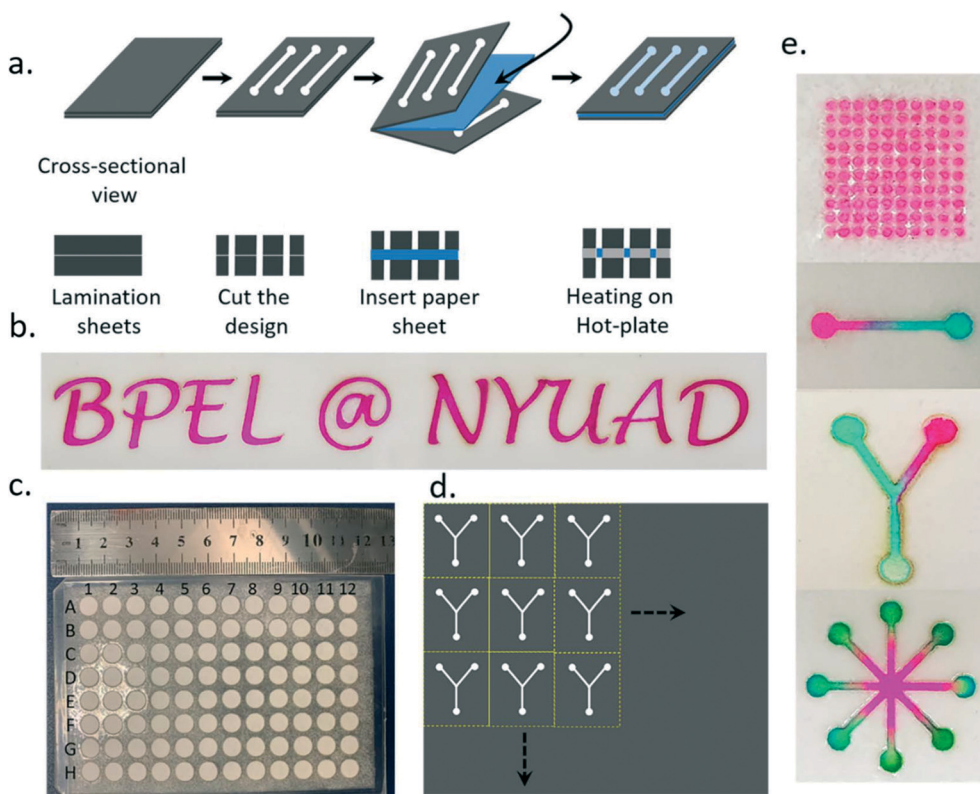 a.
Cross-sectional
view
Lamination
sheets
Cut the
design
Insert paper
sheet
Heating on
Hot-plate
b.
BPEL @ NYUAD
c.
1 2 3 4 5 6 7 8 9 10 11 12 13
1 2 3 4 5 6 7 8 9 10 11 12
A
B
C
D
E
F
G
H
d.
e.